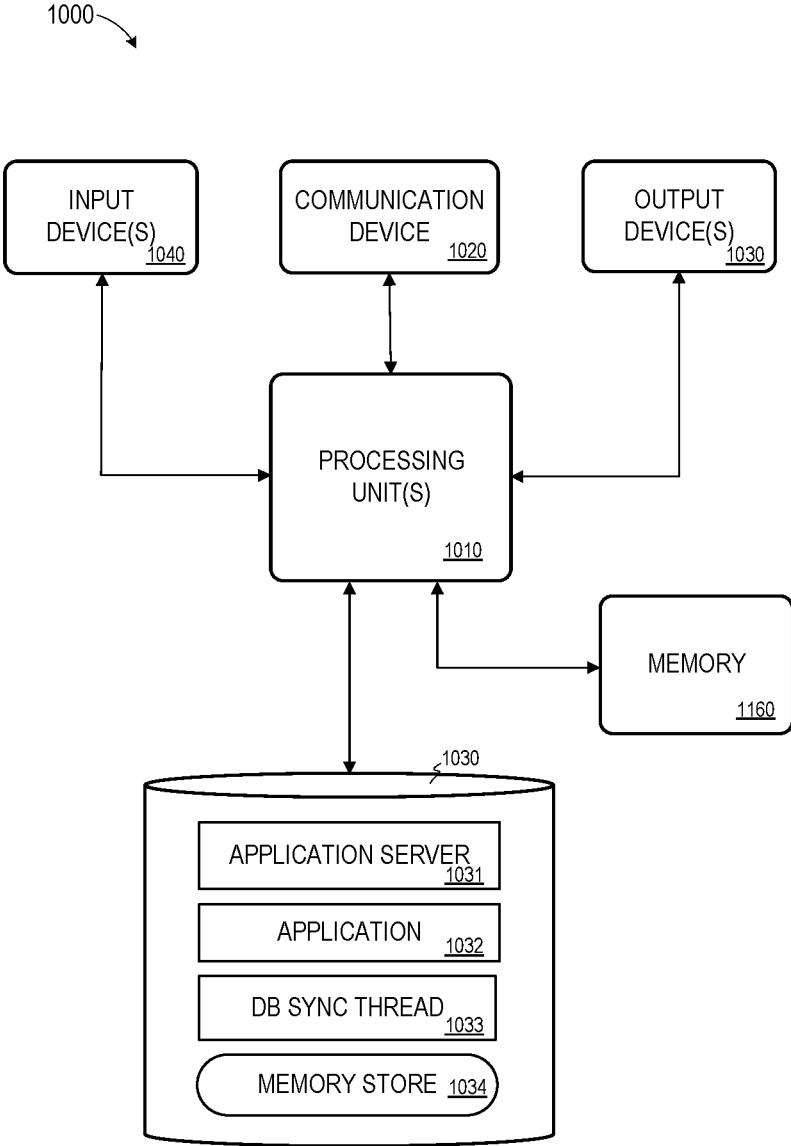 1000
INPUT
DEVICE(S)
1040
COMMUNICATION
DEVICE
1020
OUTPUT
DEVICE(S)
1030
PROCESSING
UNIT(S)
1010
MEMORY
1160
1030
APPLICATION SERVER
1031
APPLICATION
1032
DB SYNC THREAD
1033
MEMORY STORE
1034